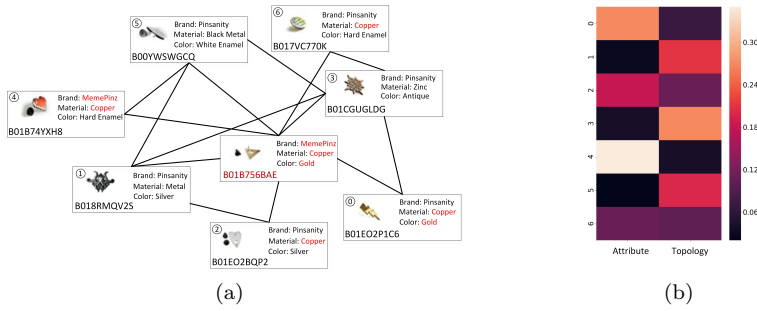 ⑤
Brand: Pinsanity
Material: Black Metal
Color: White Enamel
B00YWSWGCQ
⑥
Brand: Pinsanity
Material: Copper
Color: Hard Enamel
B017VC770K
③
Brand: Pinsanity
Material: Zinc
Color: Antique
B01CGUGLDG
④
Brand: MemePinz
Material: Copper
Color: Hard Enamel
B01B74YXH8
Brand: MemePinz
Material: Copper
Color: Gold
B01B756BAE
①
Brand: Pinsanity
Material: Metal
Color: Silver
B018RMQV2S
⓪
Brand: Pinsanity
Material: Copper
Color: Gold
B01EO2P1C6
②
Brand: Pinsanity
Material: Copper
Color: Silver
B01EO2BQP2
(a)
0
1
2
3
4
5
6
Attribute Topology
0.30
0.24
0.18
0.12
0.06
(b)